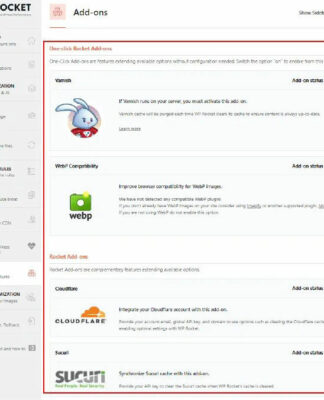 ROCKET
Add-ons
Show Sideb
One-click Rocket Add-ons
One-Click Add-ons are features extending available options without configuration needed. Switch the option "on" to enable from this
Varnish
Add-on status
If Varnish runs on your server, you must activate this add-on.
Varnish cache will be purged each time WP Rocket clears its cache to ensure content is always up-to-date.
Learn more
WebP Compatibility
Add-on status
Improve browser compatibility for WebP images.
We have not detected any compatible WebP plugin!
If you don't already have WebP images on your site consider using Imagify or another supported plugin.
If you are not using WebP do not enable this option.
webp
Rocket Add-ons
Rocket Add-ons are complementary features extending available options.
Cloudflare
Add-on status
Integrate your Cloudflare account with this add-on.
CLOUDFLARE
Provide your account email, global API key, and domain to use options such as clearing the Cloudflare cache
enabling optimal settings with WP Rocket.
Sucuri
Add-on status
Synchronize Sucuri cache with this add-on.
SUCURI
Real People. Real Security.
Provide your API key to clear the Sucuri cache when WP Rocket's cache is cleared.